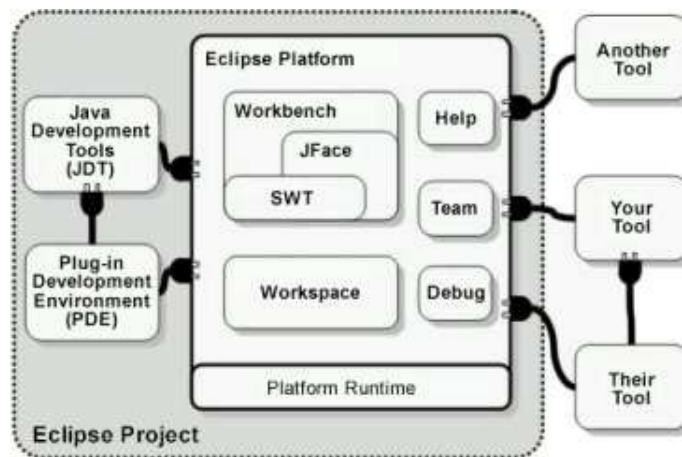 Eclipse Platform
Another
Tool
Workbench
Help
Java
Development
Tools
(JDT)
JFace
SWT
Team
Your
Tool
Plug-in
Development
Environment
(PDE)
Workspace
Debug
Their
Tool
Platform Runtime
Eclipse Project